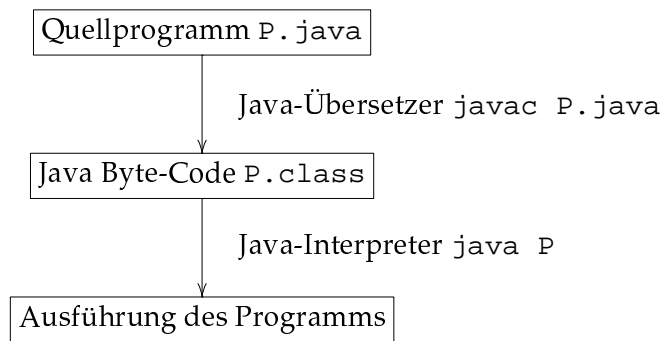 Quellprogramm P.java
Java-Übersetzer javac P.java
Java Byte-Code P.class
Java-Interpreter java P
Ausführung des Programms